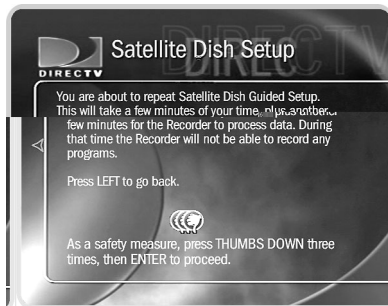 DIRECTV
Satellite Dish Setup
You are about to repeat Satellite Dish Guided Setup.
This will take a few minutes of your time, plus another
few minutes for the Recorder to process data. During
that time the Recorder will not be able to record any
programs.
Press LEFT to go back.
As a safety measure, press THUMBS DOWN three
times, then ENTER to proceed.